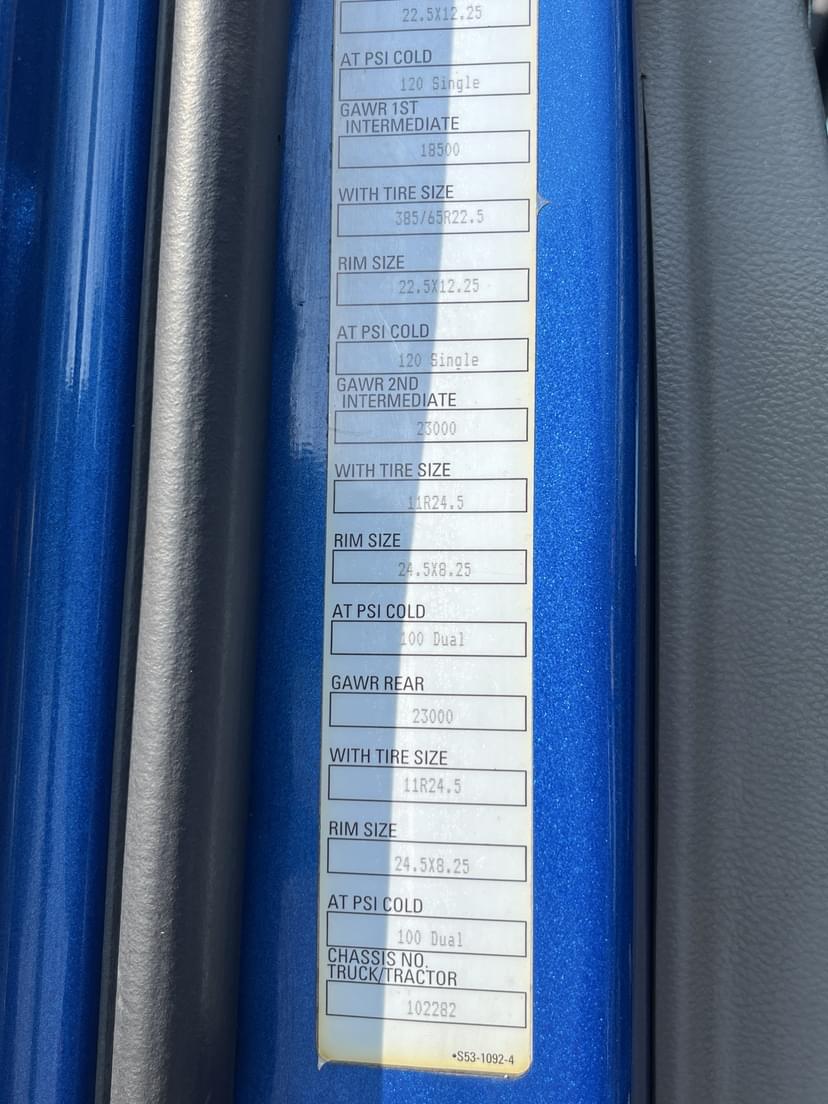 22.5X12.25
AT PSI COLD
120 Single
GAWR 1ST
INTERMEDIATE
18500
WITH TIRE SIZE
385/65R22.5
RIM SIZE
22.5X12.25
AT PSI COLD
120 Single
GAWR 2ND
INTERMEDIATE
23000
WITH TIRE SIZE
11R24.5
RIM SIZE
24.5X8.25
AT PSI COLD
100 Dual
GAWR REAR
23000
WITH TIRE SIZE
11R24.5
RIM SIZE
24.5X8.25
AT PSI COLD
100 Dual
CHASSIS NO.
TRUCK/TRACTOR
102282
•S53-1092-4